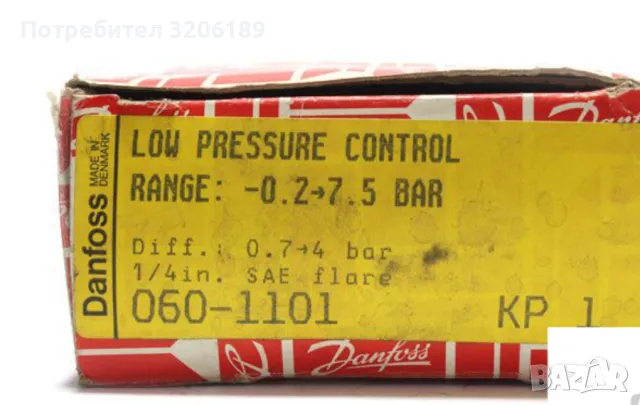 Потребител 3206189
Danfoss
MADE IN
DENMARK
LOW PRESSURE CONTROL
RANGE: -0.2→7.5 BAR
Diff.: 0.7→4 bar
1/4in. SAE flare
060-1101 KP 1
Danfoss
BAZAR